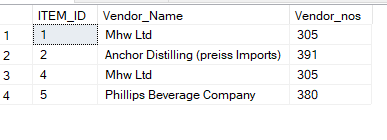 ITEM_ID Vendor_Name Vendor_nos
1 1 Mhw Ltd 305
2 2 Anchor Distilling (preiss Imports) 391
3 4 Mhw Ltd 305
4 5 Phillips Beverage Company 380